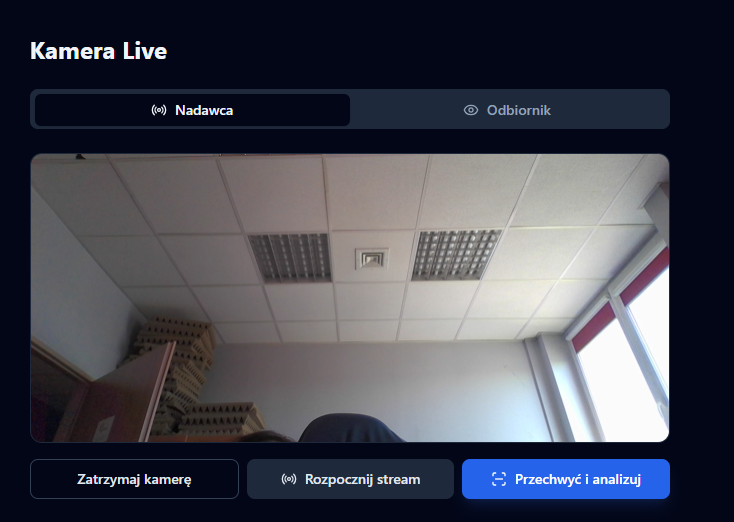 Kamera Live
Nadawca
Odbiornik
Zatrzymaj kamerę
Rozpocznij stream
Przechwyć i analizuj